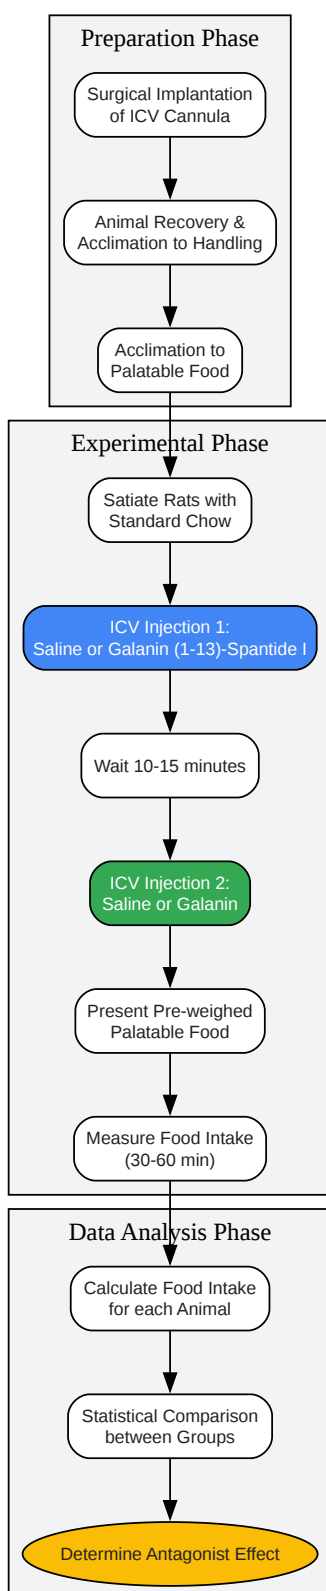 Preparation Phase
Surgical Implantation
of ICV Cannula
Animal Recovery &
Acclimation to Handling
Acclimation to
Palatable Food
Experimental Phase
Satiate Rats with
Standard Chow
ICV Injection 1:
Saline or Galanin (1-13)-Spantide I
Wait 10-15 minutes
ICV Injection 2:
Saline or Galanin
Present Pre-weighed
Palatable Food
Measure Food Intake
(30-60 min)
Data Analysis Phase
Calculate Food Intake
for each Animal
Statistical Comparison
between Groups
Determine Antagonist Effect